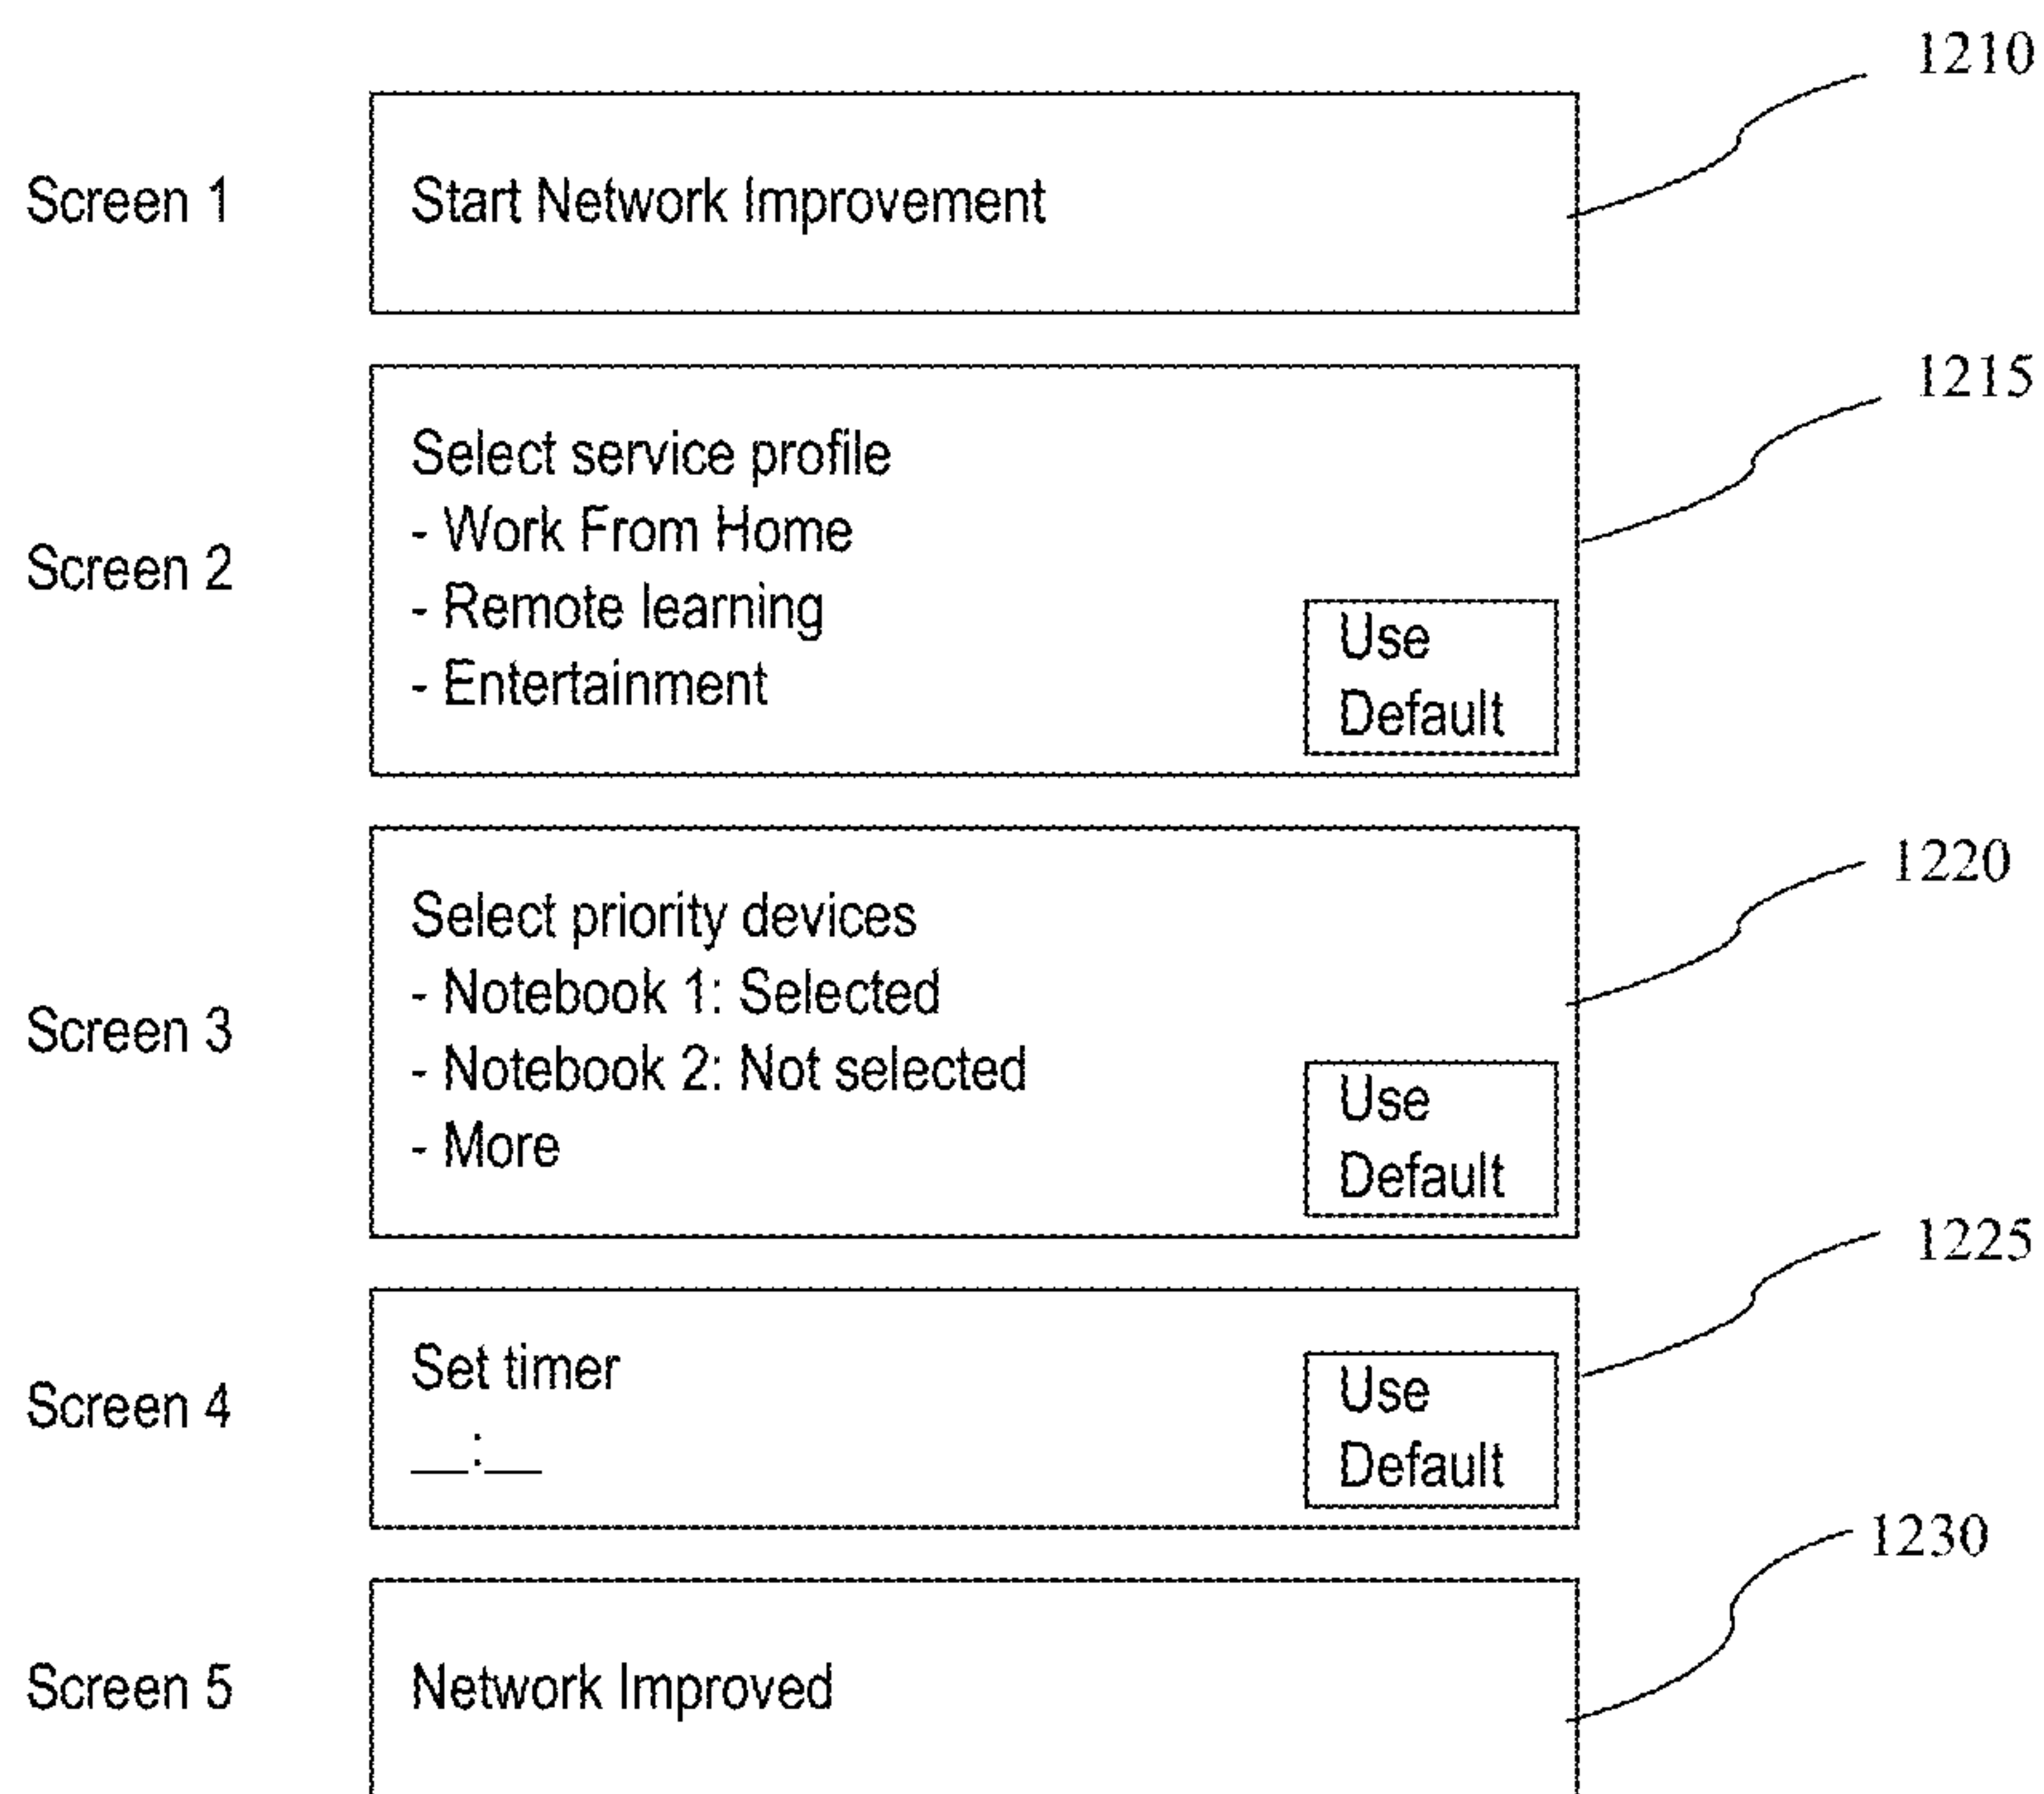 1210
Screen 1
Start Network Improvement
1215
Screen 2
Select service profile
- Work From Home
- Remote learning
- Entertainment
Use
Default
1220
Screen 3
Select priority devices
- Notebook 1: Selected
- Notebook 2: Not selected
- More
Use
Default
1225
Screen 4
Set timer
__:__
Use
Default
1230
Screen 5
Network Improved